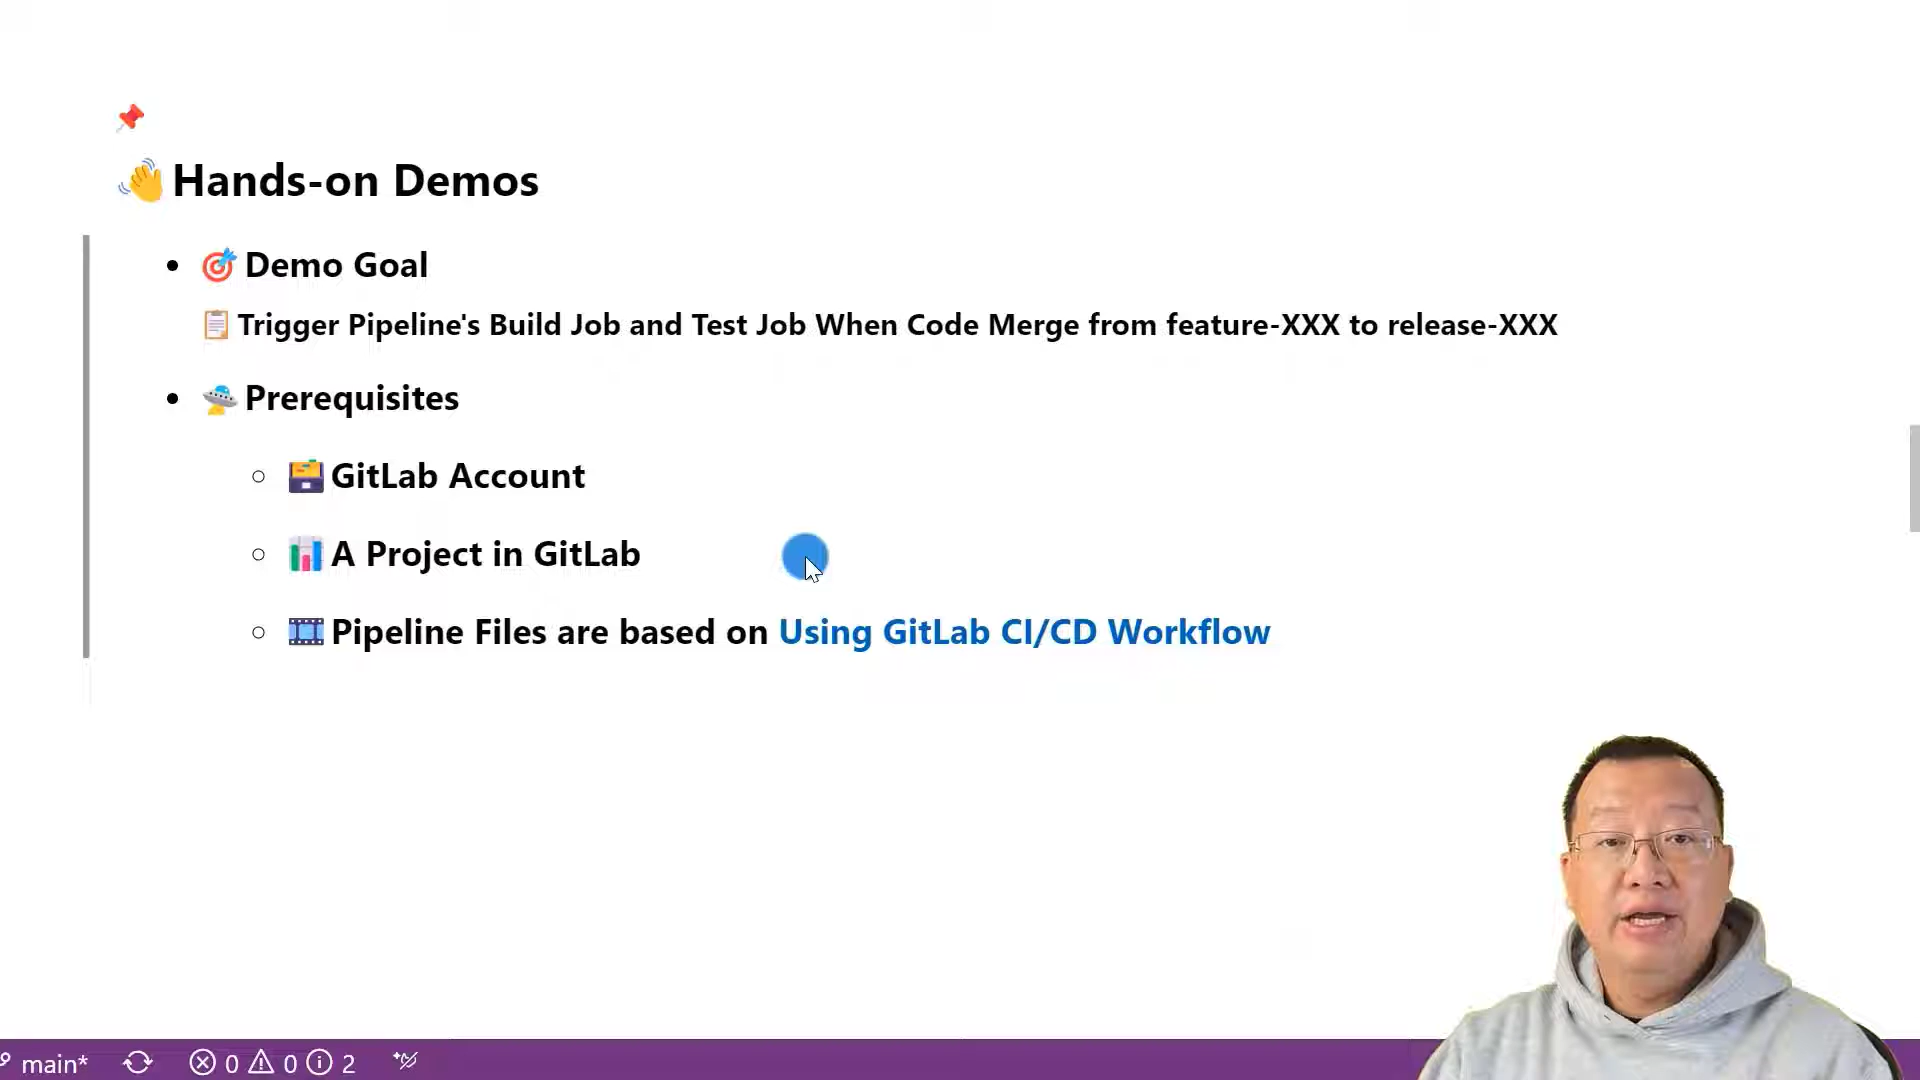 Hands-on Demos
Demo Goal
Trigger Pipeline's Build Job and Test Job When Code Merge from feature-XXX to release-XXX
Prerequisites
GitLab Account
A Project in GitLab
Pipeline Files are based on Using GitLab CI/CD Workflow
main* 0 0 2